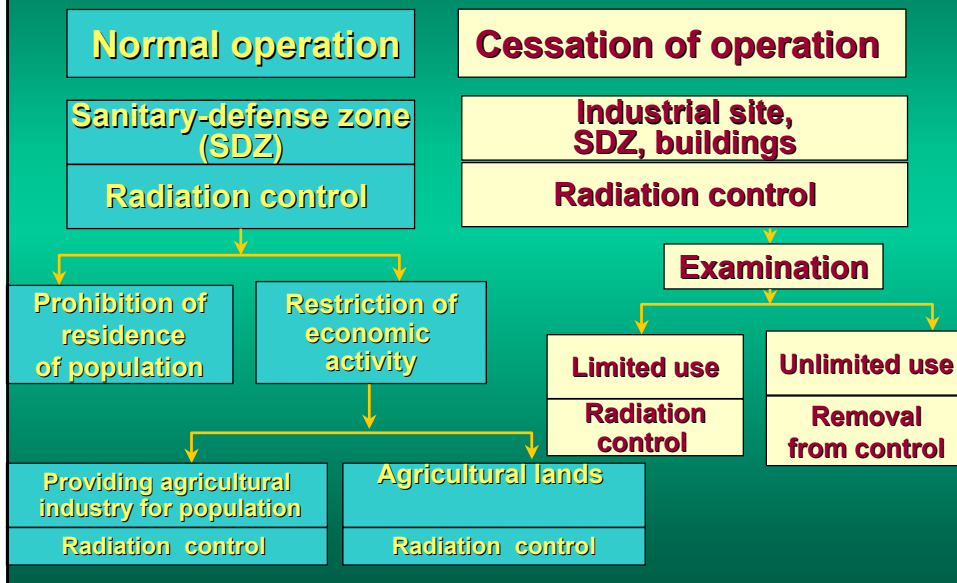 Normal operation
Cessation of operation
Sanitary-defense zone
(SDZ)
Radiation control
Industrial site,
SDZ, buildings
Radiation control
Examination
Prohibition of
residence
of population
Restriction of
economic
activity
Limited use
Radiation
control
Unlimited use
Removal
from control
Providing agricultural
industry for population
Radiation control
Agricultural lands
Radiation control